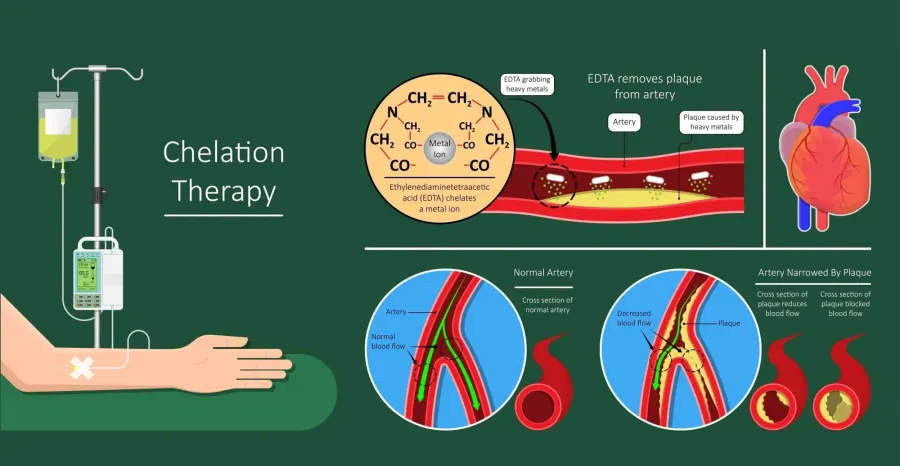 Chelation
Therapy
CH2=CH2
N
N
CH2
CH2
CH2
CO
Metal
Ion
CO
CH2
CO
CO
Ethylenediaminetetraacetic
acid (EDTA) chelates
a metal ion
EDTA grabbing
heavy metals
EDTA removes plaque
from artery
Artery
Plaque caused by
heavy metals
Normal Artery
Cross section of
normal artery
Artery
Normal
blood flow
Artery Narrowed By Plaque
Cross section of
plaque reduces
blood flow
Cross section of
plaque blocked
blood flow
Decreased
blood flow
Plaque